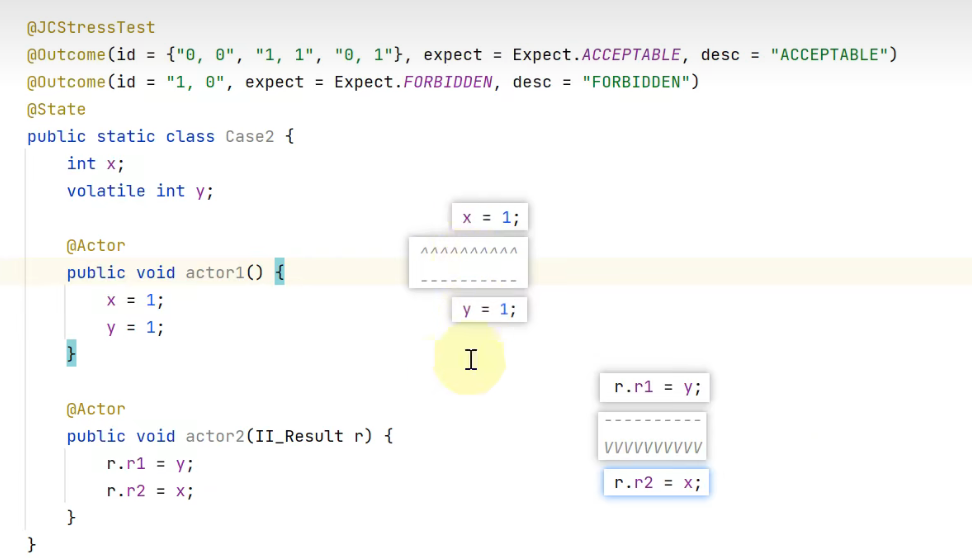 @JCStressTest
@Outcome(id = {"0, 0", "1, 1", "0, 1"}, expect = Expect.ACCEPTABLE, desc = "ACCEPTABLE")
@Outcome(id = "1, 0", expect = Expect.FORBIDDEN, desc = "FORBIDDEN")
@State
public static class Case2 {
int x;
volatile int y;
@Actor
public void actor1() {
x = 1;
y = 1;
}
@Actor
public void actor2(II_Result r) {
r.r1 = y;
r.r2 = x;
}
}
x = 1;
^^^^^^^^^^
----------
y = 1;
r.r1 = y;
----------
VVVVVVVVVV
r.r2 = x;